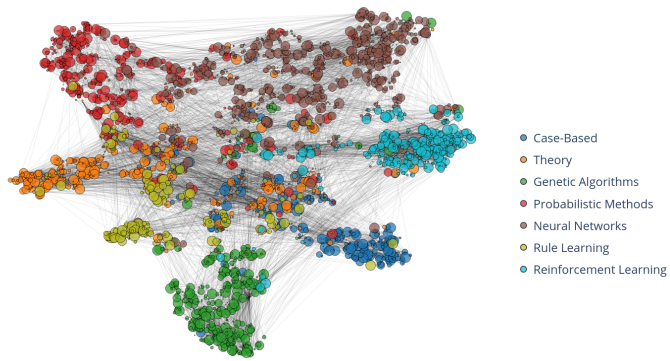 Case-Based
Theory
Genetic Algorithms
Probabilistic Methods
Neural Networks
Rule Learning
Reinforcement Learning